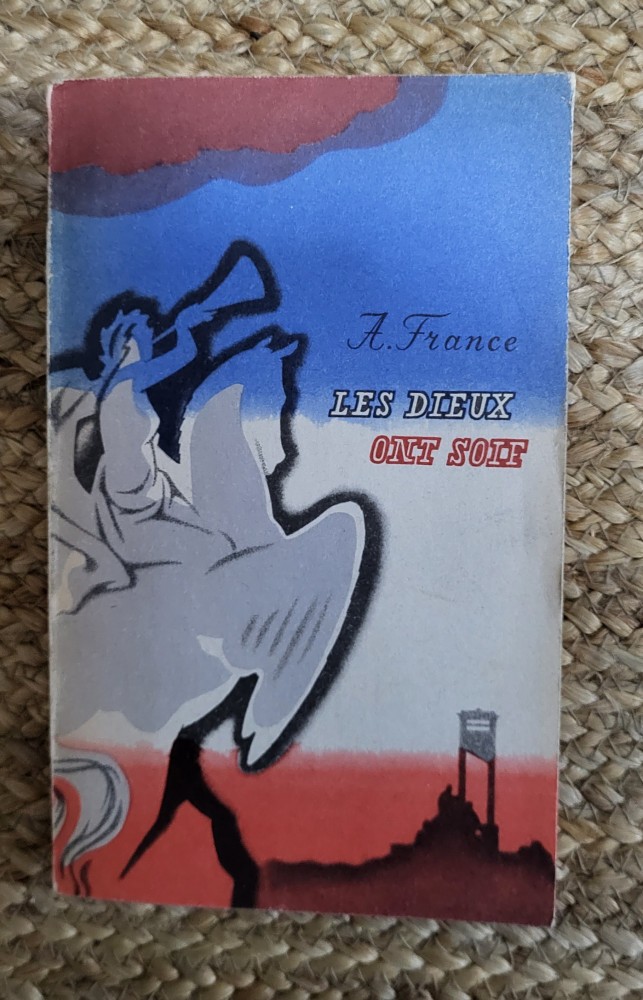 A. France
LES DIEUX
ONT SOIF